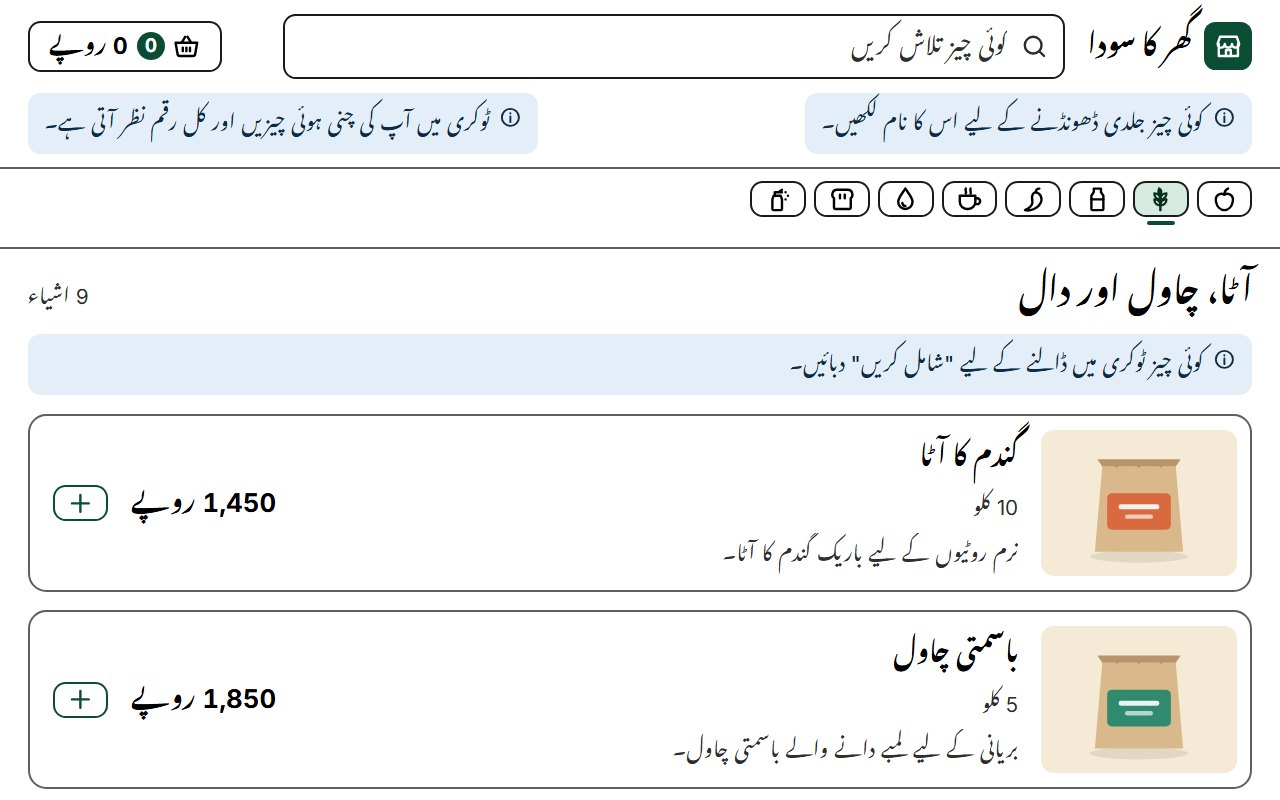 گھر کا سودا
کوئی چیز تلاش کریں
0 0 روپے
کوئی چیز جلدی ڈھونڈنے کے لیے اس کا نام لکھیں۔
ٹوکری میں آپ کی چنی ہوئی چیزیں اور کل رقم نظر آتی ہے۔
آٹا، چاول اور دال
9 اشیاء
کوئی چیز ٹوکری میں ڈالنے کے لیے "شامل کریں" دبائیں۔
گندم کا آٹا
10 کلو
نرم روٹیوں کے لیے باریک گندم کا آٹا۔
1,450 روپے
باسمتی چاول
5 کلو
بریانی کے لیے لمبے دانے والے باسمتی چاول۔
1,850 روپے